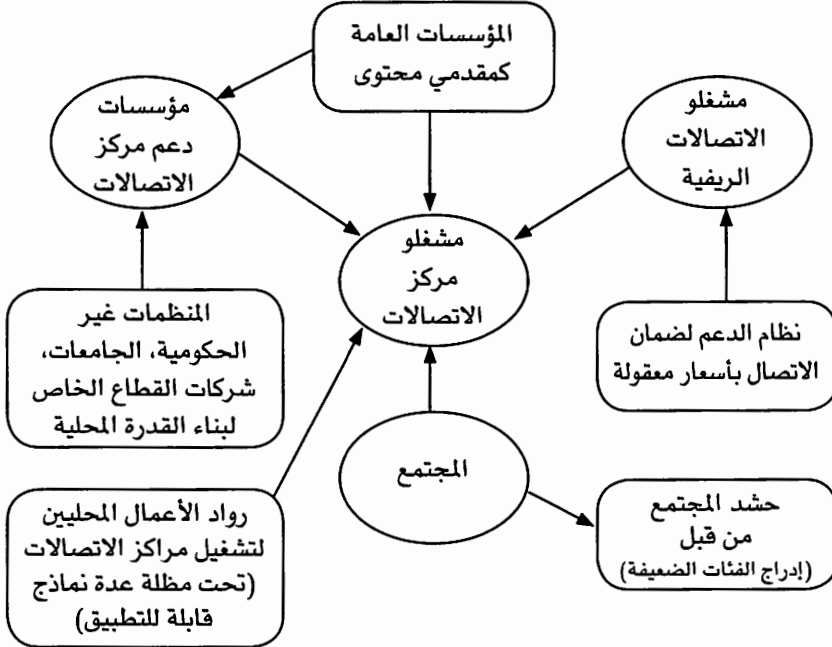 المؤسسات العامة
كمقدمي محتوى
مشغلو
الاتصالات
الريفية
مؤسسات
دعم مركز
الاتصالات
مشغلو
مركز
الاتصالات
نظام الدعم لضمان
الاتصال بأسعار معقولة
المنظمات غير
الحكومية، الجامعات،
شركات القطاع الخاص
لبناء القدرة المحلية
المجتمع
حشد المجتمع
من قبل
(إدراج الفئات الضعيفة)
رواد الأعمال المحليين
لتشغيل مراكز الاتصالات
(تحت مظلة عدة نماذج
قابلة للتطبيق)